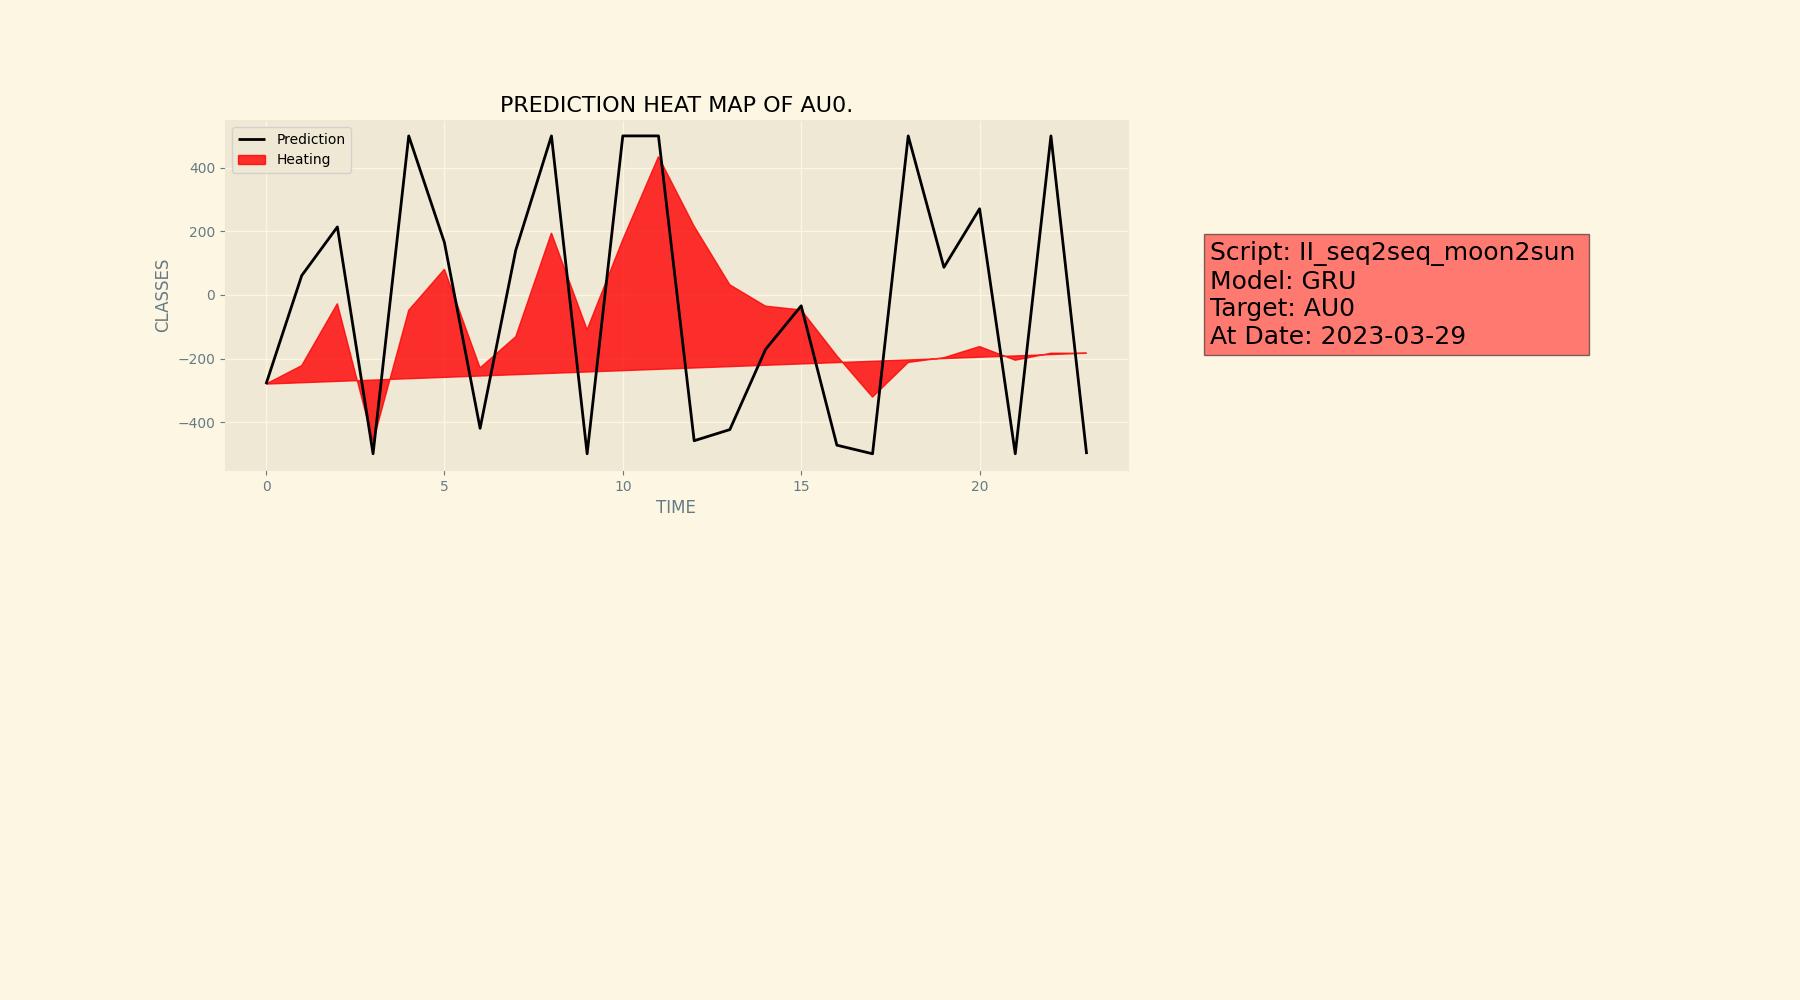 PREDICTION HEAT MAP OF AU0.
Prediction
Heating
400
200
0
−200
−400
CLASSES
0 5 10 15 20
TIME
Script: II_seq2seq_moon2sun
Model: GRU
Target: AU0
At Date: 2023-03-29